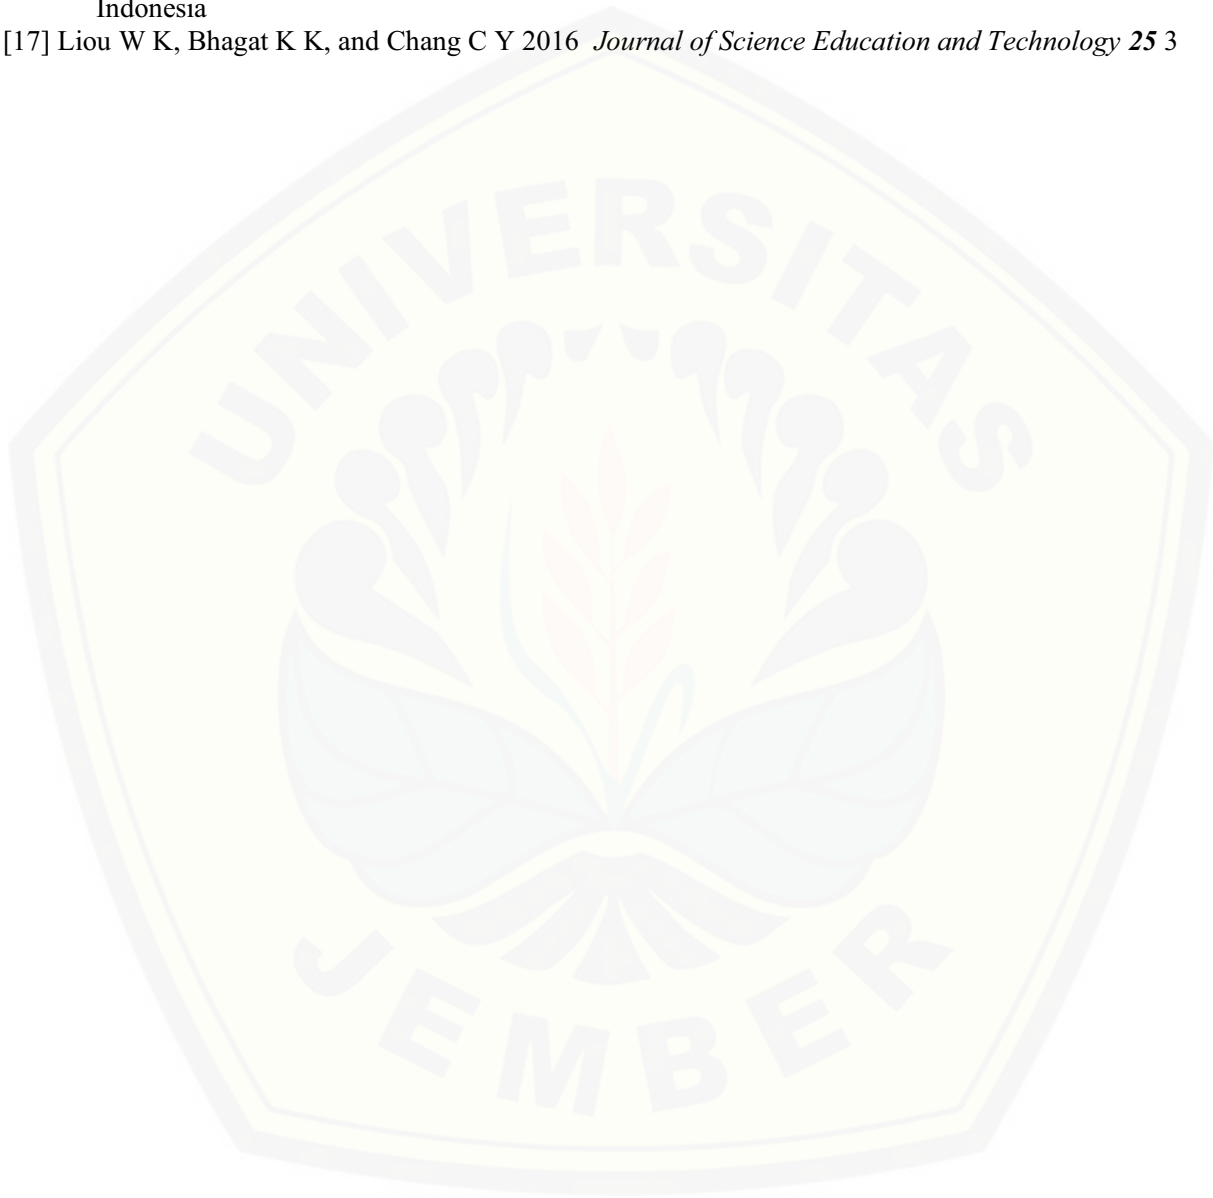 Indonesia
[17] Liou W K, Bhagat K K, and Chang C Y 2016 Journal of Science Education and Technology 25 3
UNIVERSITAS
JEMBER